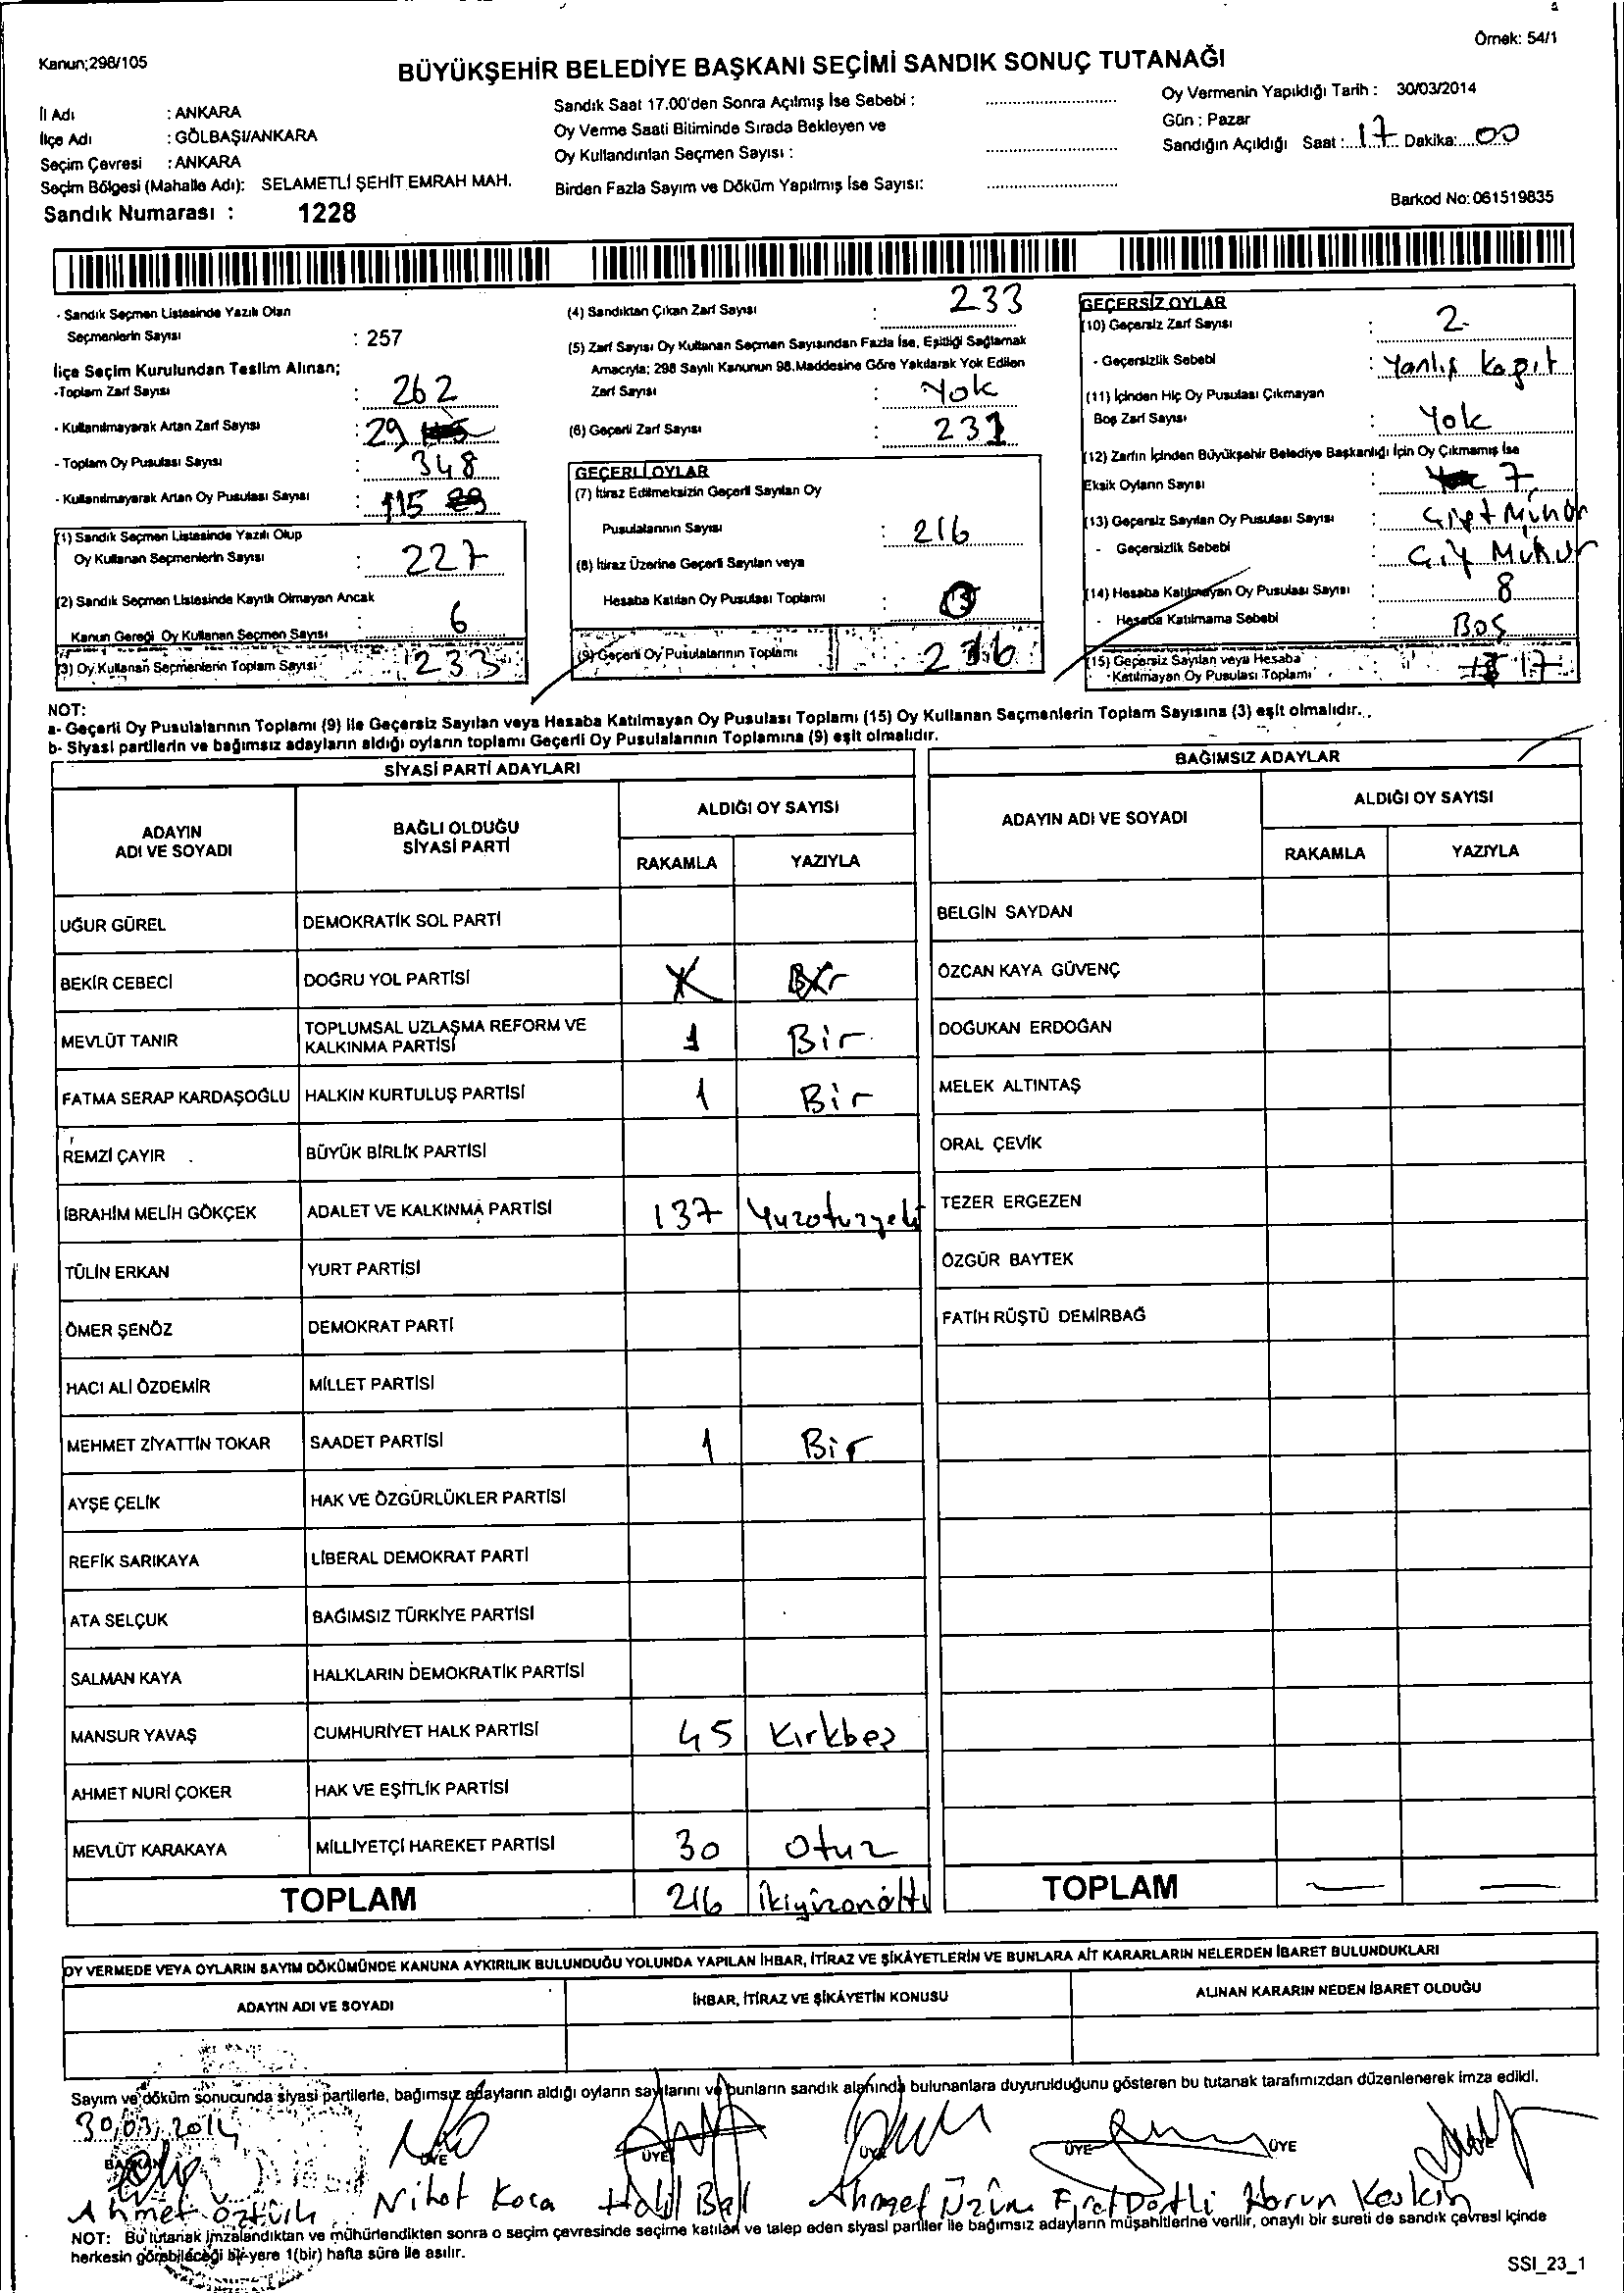 Örnek: 54/1
Kanun;298/105
BÜYÜKŞEHİR BELEDİYE BAŞKANI SEÇİMİ SANDIK SONUÇ TUTANAĞI
İl Adı : ANKARA
İlçe Adı : GÖLBAŞI/ANKARA
Seçim Çevresi : ANKARA
Seçim Bölgesi (Mahalle Adı): SELAMETLİ ŞEHİT EMRAH MAH.
Sandık Numarası : 1228
Sandık Saat 17.00'den Sonra Açılmış İse Sebebi :
Oy Verme Saati Bitiminde Sırada Bekleyen ve
Oy Kullandırılan Seçmen Sayısı :
Birden Fazla Sayım ve Döküm Yapılmış İse Sayısı:
Oy Vermenin Yapıldığı Tarih : 30/03/2014
Gün : Pazar
Sandığın Açıldığı Saat : 17 Dakika: 00
Barkod No: 061519835
- Sandık Seçmen Listesinde Yazılı Olan
Seçmenlerin Sayısı : 257
İlçe Seçim Kurulundan Teslim Alınan;
-Toplam Zarf Sayısı : 262
- Kullanılmayarak Artan Zarf Sayısı : 29
- Toplam Oy Pusulası Sayısı : 348
- Kullanılmayarak Artan Oy Pusulası Sayısı : 115
(1) Sandık Seçmen Listesinde Yazılı Olup
Oy Kullanan Seçmenlerin Sayısı : 227
(2) Sandık Seçmen Listesinde Kayıtlı Olmayan Ancak
Kanun Gereği Oy Kullanan Seçmen Sayısı : 6
(3) Oy Kullanan Seçmenlerin Toplam Sayısı : 233
(4) Sandıktan Çıkan Zarf Sayısı : 233
(5) Zarf Sayısı Oy Kullanan Seçmen Sayısından Fazla İse, Eşitliği Sağlamak
Amacıyla; 298 Sayılı Kanunun 98.Maddesine Göre Yakılarak Yok Edilen
Zarf Sayısı : Yok
(6) Geçerli Zarf Sayısı : 231
GEÇERLİ OYLAR
(7) İtiraz Edilmeksizin Geçerli Sayılan Oy
Pusulalarının Sayısı : 216
(8) İtiraz Üzerine Geçerli Sayılan veya
Hesaba Katılan Oy Pusulası Toplamı :
(9) Geçerli Oy Pusulalarının Toplamı : 216
GEÇERSİZ OYLAR
(10) Geçersiz Zarf Sayısı : 2
- Geçersizlik Sebebi : Yanlış Kağıt
(11) İçinden Hiç Oy Pusulası Çıkmayan
Boş Zarf Sayısı : Yok
(12) Zarfın İçinden Büyükşehir Belediye Başkanlığı İçin Oy Çıkmamış İse
Eksik Oyların Sayısı : 7
(13) Geçersiz Sayılan Oy Pusulası Sayısı : Çift Mühür
- Geçersizlik Sebebi : Çif Mühür
(14) Hesaba Katılmayan Oy Pusulası Sayısı : 8
- Hesaba Katılmama Sebebi : Boş
(15) Geçersiz Sayılan veya Hesaba
Katılmayan Oy Pusulası Toplamı : 17
NOT:
a- Geçerli Oy Pusulalarının Toplamı (9) ile Geçersiz Sayılan veya Hesaba Katılmayan Oy Pusulası Toplamı (15) Oy Kullanan Seçmenlerin Toplam Sayısına (3) eşit olmalıdır.
b- Siyasi partilerin ve bağımsız adayların aldığı oyların toplamı Geçerli Oy Pusulalarının Toplamına (9) eşit olmalıdır.
SİYASİ PARTİ ADAYLARI
ADAYIN ADI VE SOYADI
BAĞLI OLDUĞU SİYASİ PARTİ
ALDIĞI OY SAYISI
RAKAMLA YAZIYLA
UĞUR GÜREL DEMOKRATİK SOL PARTİ
BEKİR CEBECİ DOĞRU YOL PARTİSİ
MEVLÜT TANIR TOPLUMSAL UZLAŞMA REFORM VE KALKINMA PARTİSİ 1 Bir
FATMA SERAP KARDAŞOĞLU HALKIN KURTULUŞ PARTİSİ 1 Bir
REMZİ ÇAYIR BÜYÜK BİRLİK PARTİSİ
İBRAHİM MELİH GÖKÇEK ADALET VE KALKINMA PARTİSİ 137 Yuzotuzyedi
TÜLİN ERKAN YURT PARTİSİ
ÖMER ŞENÖZ DEMOKRAT PARTİ
HACI ALİ ÖZDEMİR MİLLET PARTİSİ
MEHMET ZİYATTİN TOKAR SAADET PARTİSİ 1 Bir
AYŞE ÇELİK HAK VE ÖZGÜRLÜKLER PARTİSİ
REFİK SARIKAYA LİBERAL DEMOKRAT PARTİ
ATA SELÇUK BAĞIMSIZ TÜRKİYE PARTİSİ
SALMAN KAYA HALKLARIN DEMOKRATİK PARTİSİ
MANSUR YAVAŞ CUMHURİYET HALK PARTİSİ 45 Kırkbeş
AHMET NURİ ÇOKER HAK VE EŞİTLİK PARTİSİ
MEVLÜT KARAKAYA MİLLİYETÇİ HAREKET PARTİSİ 30 Otuz
TOPLAM 216 İkiyüzonaltı
BAĞIMSIZ ADAYLAR
ADAYIN ADI VE SOYADI
ALDIĞI OY SAYISI
RAKAMLA YAZIYLA
BELGİN SAYDAN
ÖZCAN KAYA GÜVENÇ
DOĞUKAN ERDOĞAN
MELEK ALTINTAŞ
ORAL ÇEVİK
TEZER ERGEZEN
ÖZGÜR BAYTEK
FATİH RÜŞTÜ DEMİRBAĞ
TOPLAM — —
OY VERMEDE VEYA OYLARIN SAYIM DÖKÜMÜNDE KANUNA AYKIRILIK BULUNDUĞU YOLUNDA YAPILAN İHBAR, İTİRAZ VE ŞİKÂYETLERİN VE BUNLARA AİT KARARLARIN NELERDEN İBARET BULUNDUKLARI
ADAYIN ADI VE SOYADI İHBAR, İTİRAZ VE ŞİKÂYETİN KONUSU ALINAN KARARIN NEDEN İBARET OLDUĞU
Sayım ve döküm sonucunda siyasi partilerle, bağımsız adayların aldığı oyların sayılarını ve bunların sandık alanında bulunanlara duyurulduğunu gösteren bu tutanak tarafımızdan düzenlenerek imza edildi.
30/03/2014
BAŞKAN ÜYE ÜYE ÜYE ÜYE ÜYE
Ahmet Öztürk Nihat Koca Halil Bal Ahmet Üzüm Fırat Dörtli Harun Keskin
NOT: Bu tutanak imzalandıktan ve mühürlendikten sonra o seçim çevresinde seçime katılan ve talep eden siyasi partiler ile bağımsız adayların müşahitlerine verilir, onaylı bir sureti de sandık çevresi içinde
herkesin görebileceği bir yere 1(bir) hafta süre ile asılır.
SSI_23_1